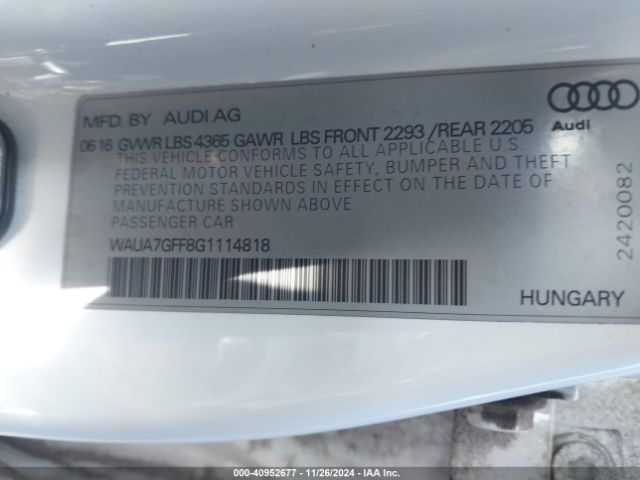 MFD. BY AUDI AG
06 16 GVWR LBS 4365 GAWR LBS FRONT 2293 /REAR 2205
THIS VEHICLE CONFORMS TO ALL APPLICABLE U.S.
FEDERAL MOTOR VEHICLE SAFETY, BUMPER AND THEFT
PREVENTION STANDARDS IN EFFECT ON THE DATE OF
MANUFACTURE SHOWN ABOVE
PASSENGER CAR
WAUA7GFF8G1114818
Audi
2420082
HUNGARY
000-40952677 - 11/26/2024 - IAA Inc.